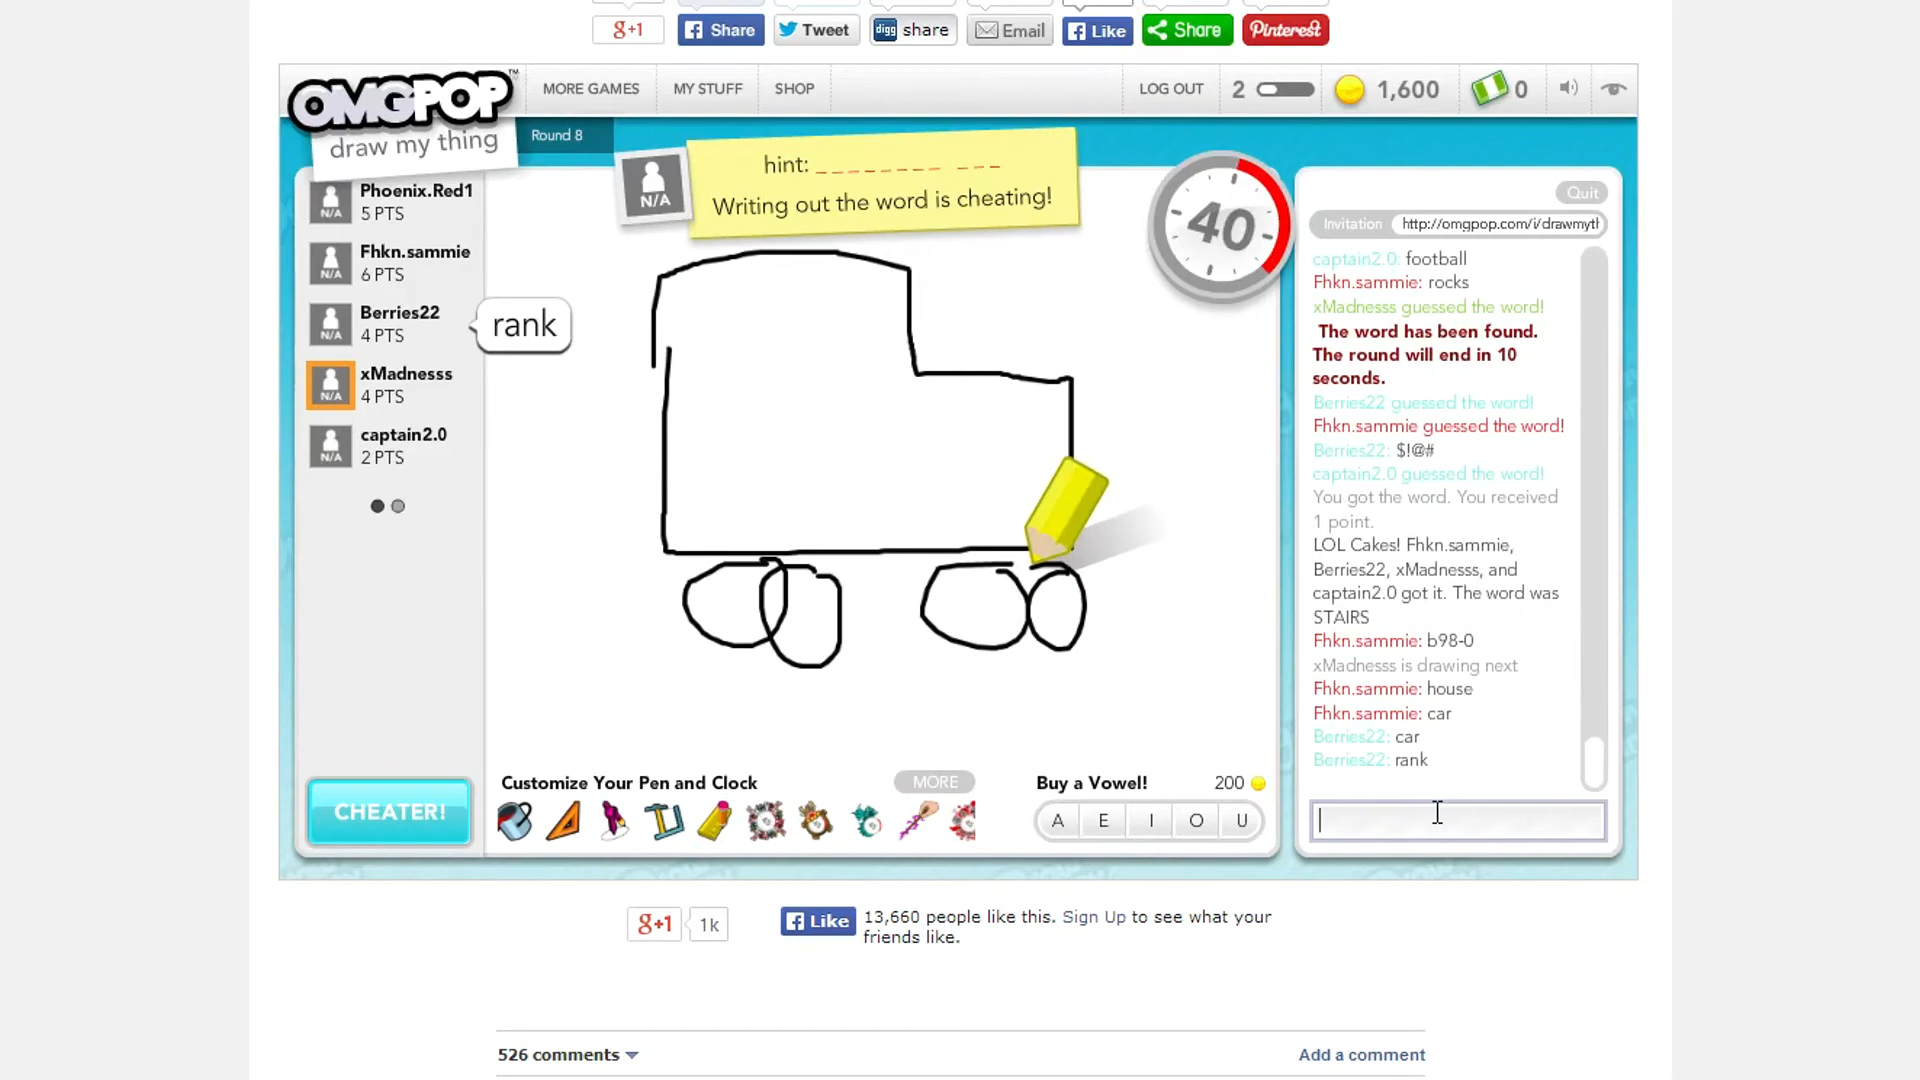 g+1
Share
Tweet
digg share
Email
Like
Share
Pinterest
OMGPOP™
draw my thing
MORE GAMES
MY STUFF
SHOP
LOG OUT
2
1,600
0
Round 8
hint: ________ ___
Writing out the word is cheating!
N/A
40
N/A
Phoenix.Red1
5 PTS
N/A
Fhkn.sammie
6 PTS
N/A
Berries22
4 PTS
rank
N/A
xMadnesss
4 PTS
N/A
captain2.0
2 PTS
CHEATER!
Customize Your Pen and Clock
MORE
Buy a Vowel!
200
A E I O U
Quit
Invitation http://omgpop.com/i/drawmyth
captain2.0: football
Fhkn.sammie: rocks
xMadnesss guessed the word!
The word has been found.
The round will end in 10
seconds.
Berries22 guessed the word!
Fhkn.sammie guessed the word!
Berries22: $!@#
captain2.0 guessed the word!
You got the word. You received
1 point.
LOL Cakes! Fhkn.sammie,
Berries22, xMadnesss, and
captain2.0 got it. The word was
STAIRS
Fhkn.sammie: b98-0
xMadnesss is drawing next
Fhkn.sammie: house
Fhkn.sammie: car
Berries22: car
Berries22: rank
g+1
1k
Like
13,660 people like this. Sign Up to see what your
friends like.
526 comments
Add a comment